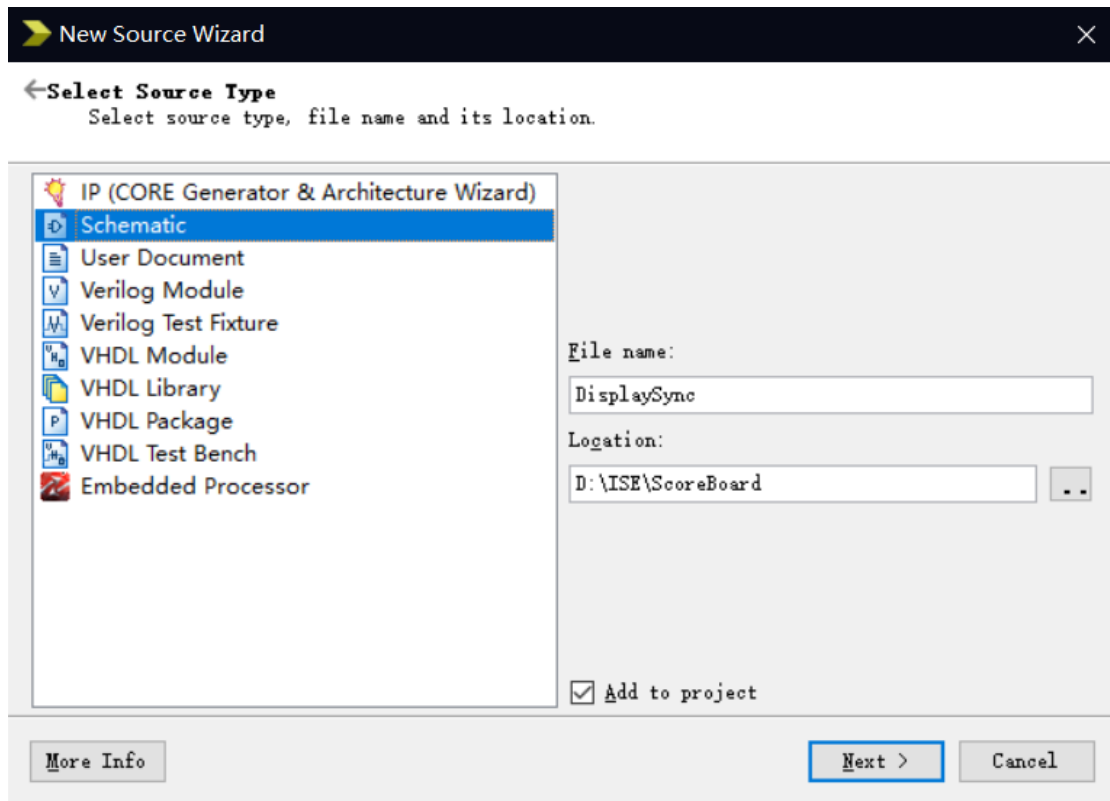 New Source Wizard
Select Source Type
Select source type, file name and its location.
IP (CORE Generator & Architecture Wizard)
Schematic
User Document
Verilog Module
Verilog Test Fixture
VHDL Module
VHDL Library
VHDL Package
VHDL Test Bench
Embedded Processor
File name:
DisplaySync
Location:
D:\ISE\ScoreBoard
..
Add to project
More Info
Next >
Cancel